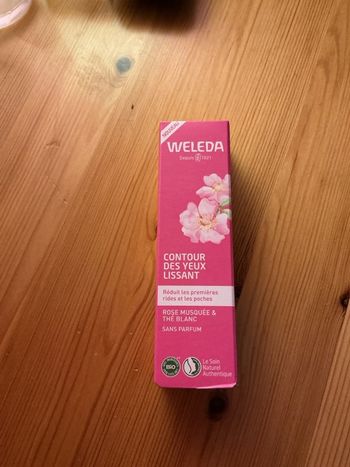 Nouveau
WELEDA
Depuis 1921
CONTOUR
DES YEUX
LISSANT
Réduit les premières
rides et les poches
ROSE MUSQUÉE &
THÉ BLANC
SANS PARFUM
BIO
Le Soin
Naturel
Authentique